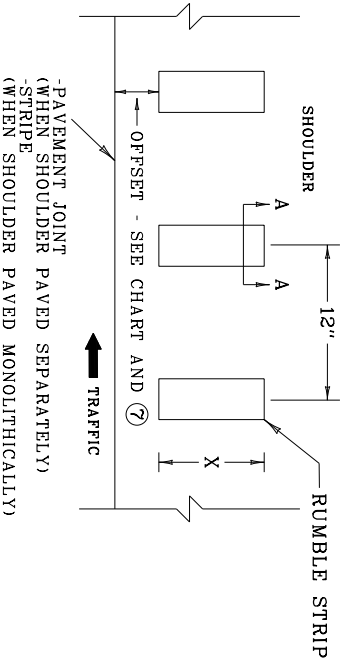 SHOULDER
12"
RUMBLE STRIP
A
A
X
OFFSET - SEE CHART AND 7
TRAFFIC
-PAVEMENT JOINT
(WHEN SHOULDER PAVED SEPARATELY)
-STRIPE
(WHEN SHOULDER PAVED MONOLITHICALLY)